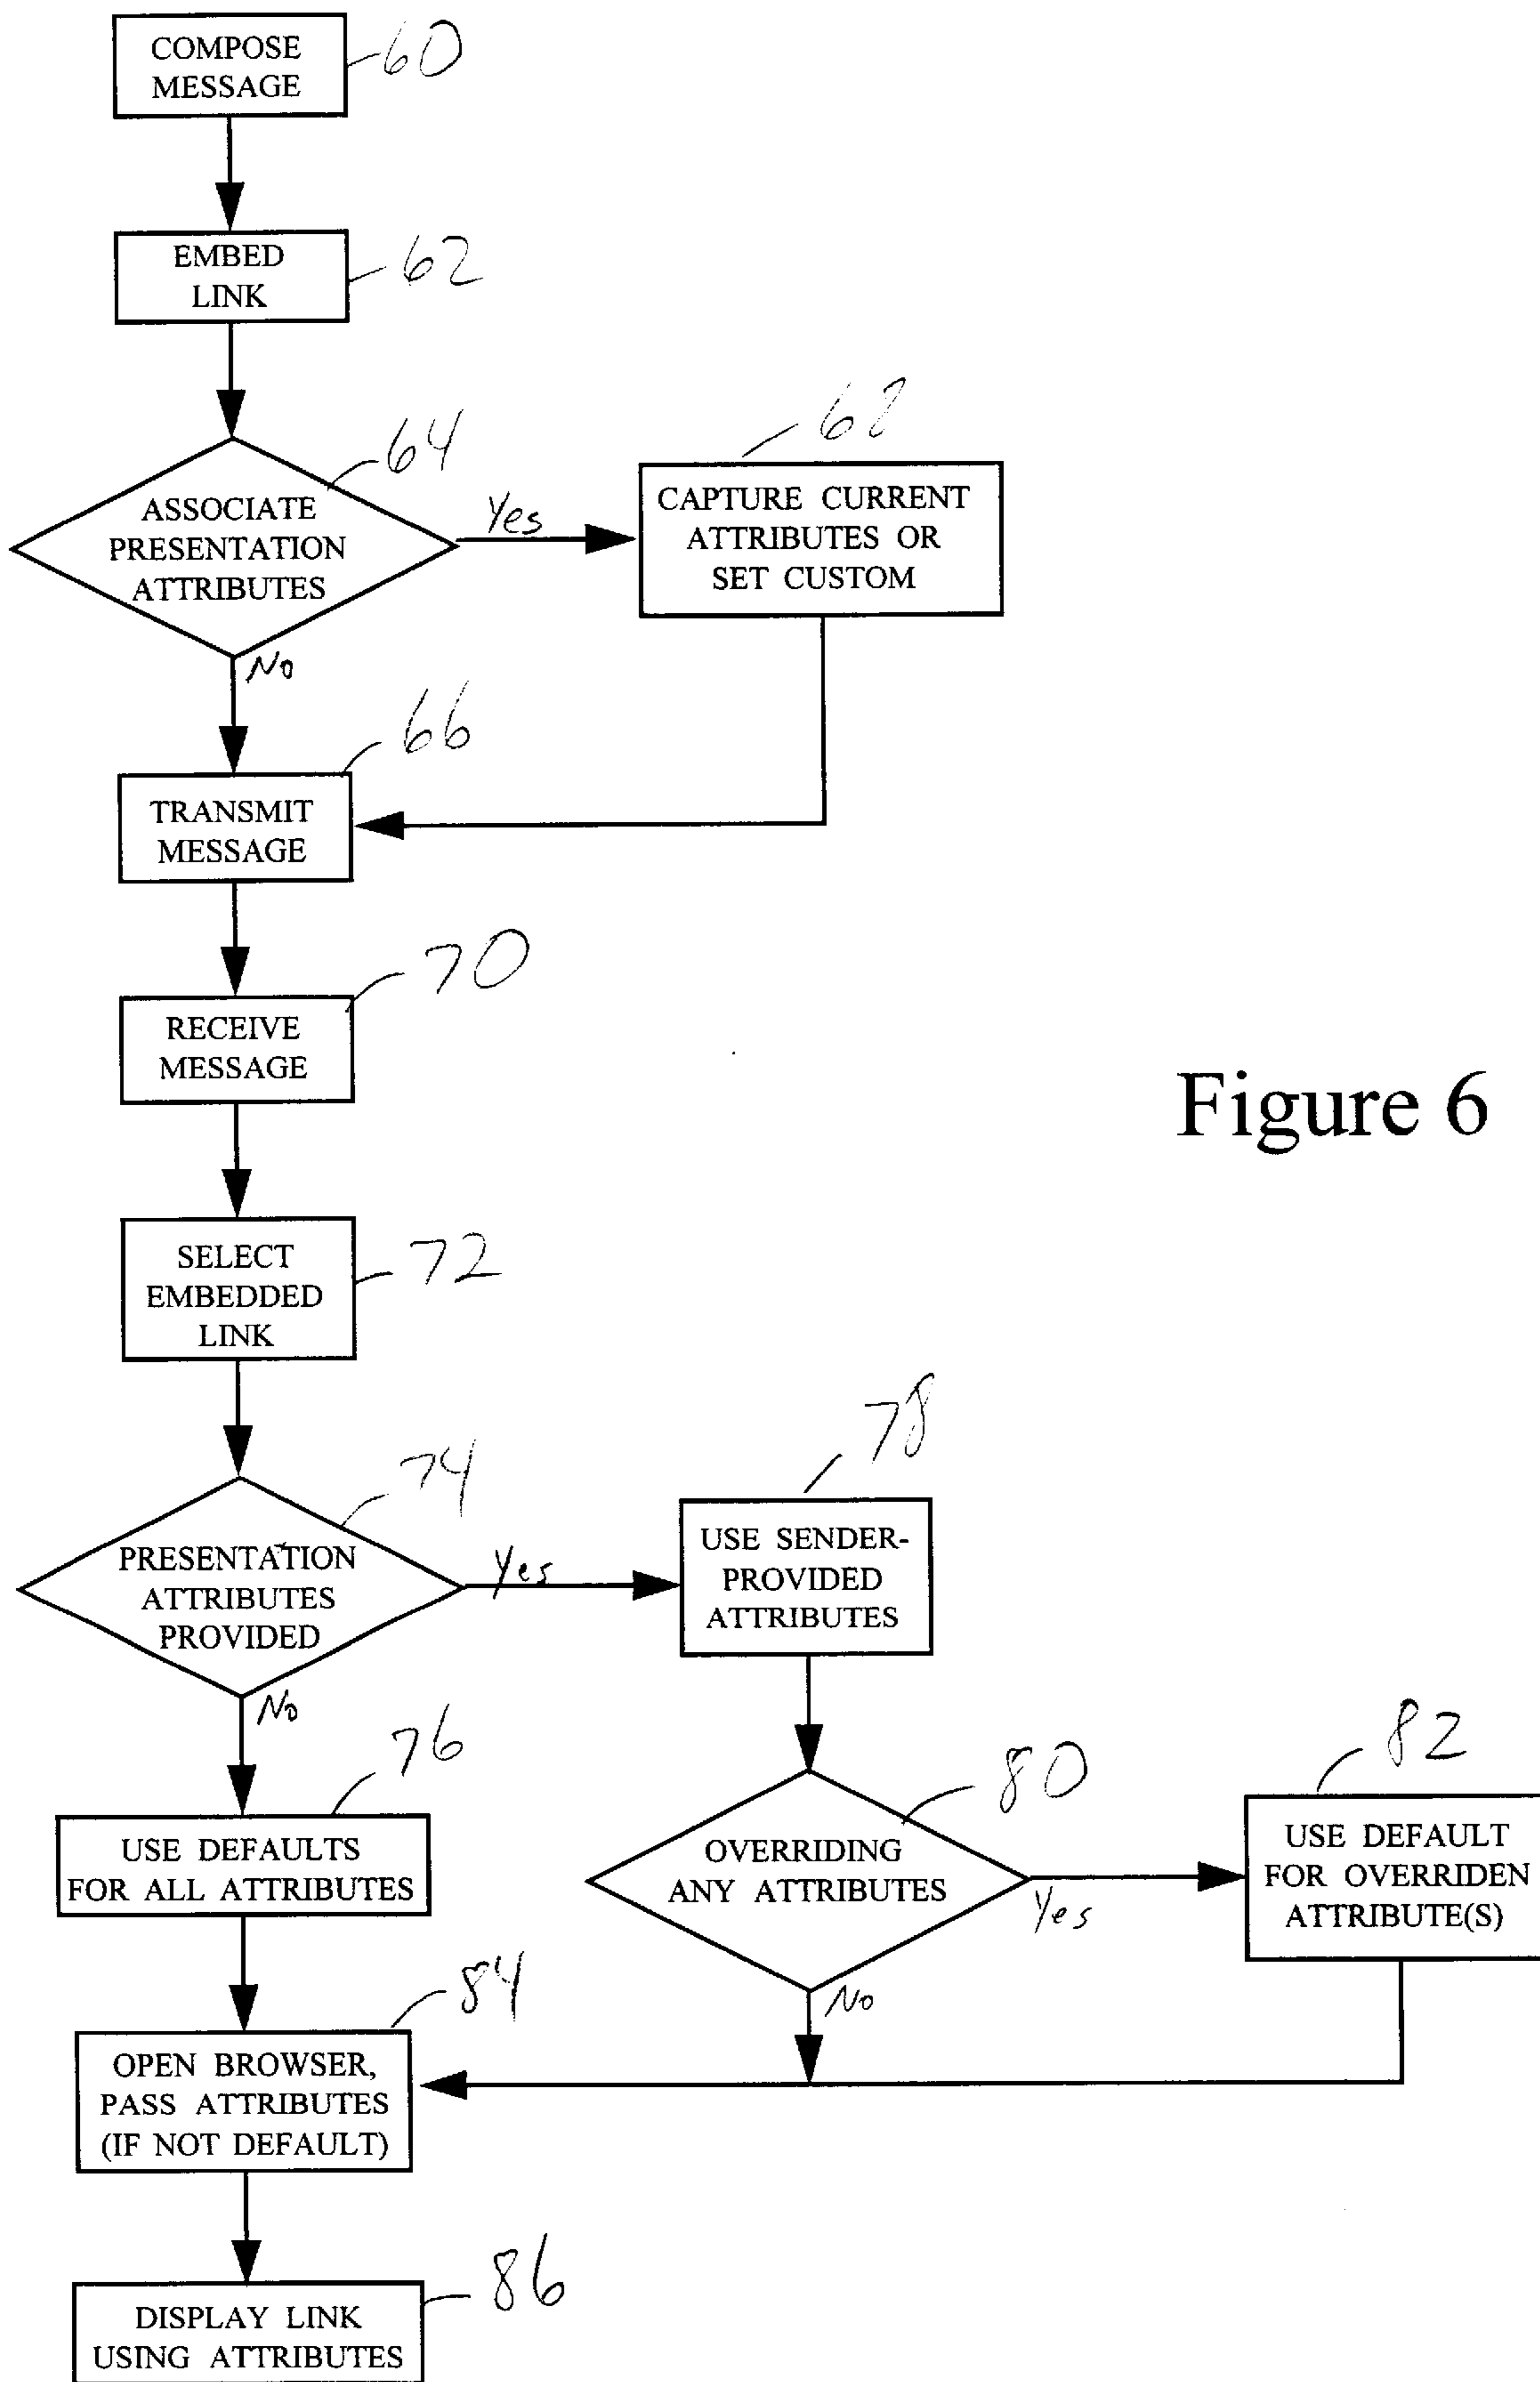 COMPOSE
MESSAGE
60
EMBED
LINK
62
64
ASSOCIATE
PRESENTATION
ATTRIBUTES
Yes
No
68
CAPTURE CURRENT
ATTRIBUTES OR
SET CUSTOM
66
TRANSMIT
MESSAGE
70
RECEIVE
MESSAGE
Figure 6
72
SELECT
EMBEDDED
LINK
74
PRESENTATION
ATTRIBUTES
PROVIDED
Yes
No
78
USE SENDER-
PROVIDED
ATTRIBUTES
76
USE DEFAULTS
FOR ALL ATTRIBUTES
80
OVERRIDING
ANY ATTRIBUTES
Yes
No
82
USE DEFAULT
FOR OVERRIDEN
ATTRIBUTE(S)
84
OPEN BROWSER,
PASS ATTRIBUTES
(IF NOT DEFAULT)
86
DISPLAY LINK
USING ATTRIBUTES